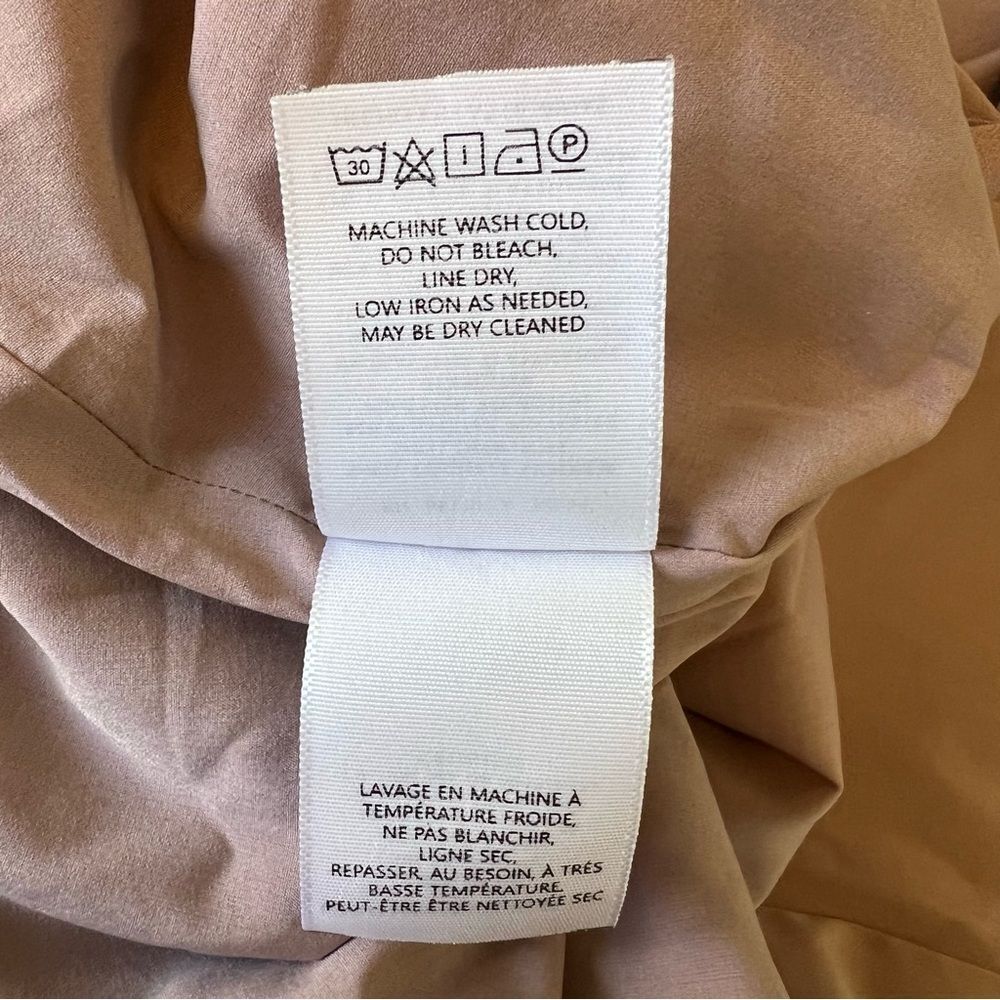 30 P
MACHINE WASH COLD,
DO NOT BLEACH,
LINE DRY,
LOW IRON AS NEEDED,
MAY BE DRY CLEANED
LAVAGE EN MACHINE À
TEMPÉRATURE FROIDE,
NE PAS BLANCHIR,
LIGNE SEC,
REPASSER, AU BESOIN, À TRÉS
BASSE TEMPÉRATURE,
PEUT-ÊTRE ÊTRE NETTOYÉE SEC